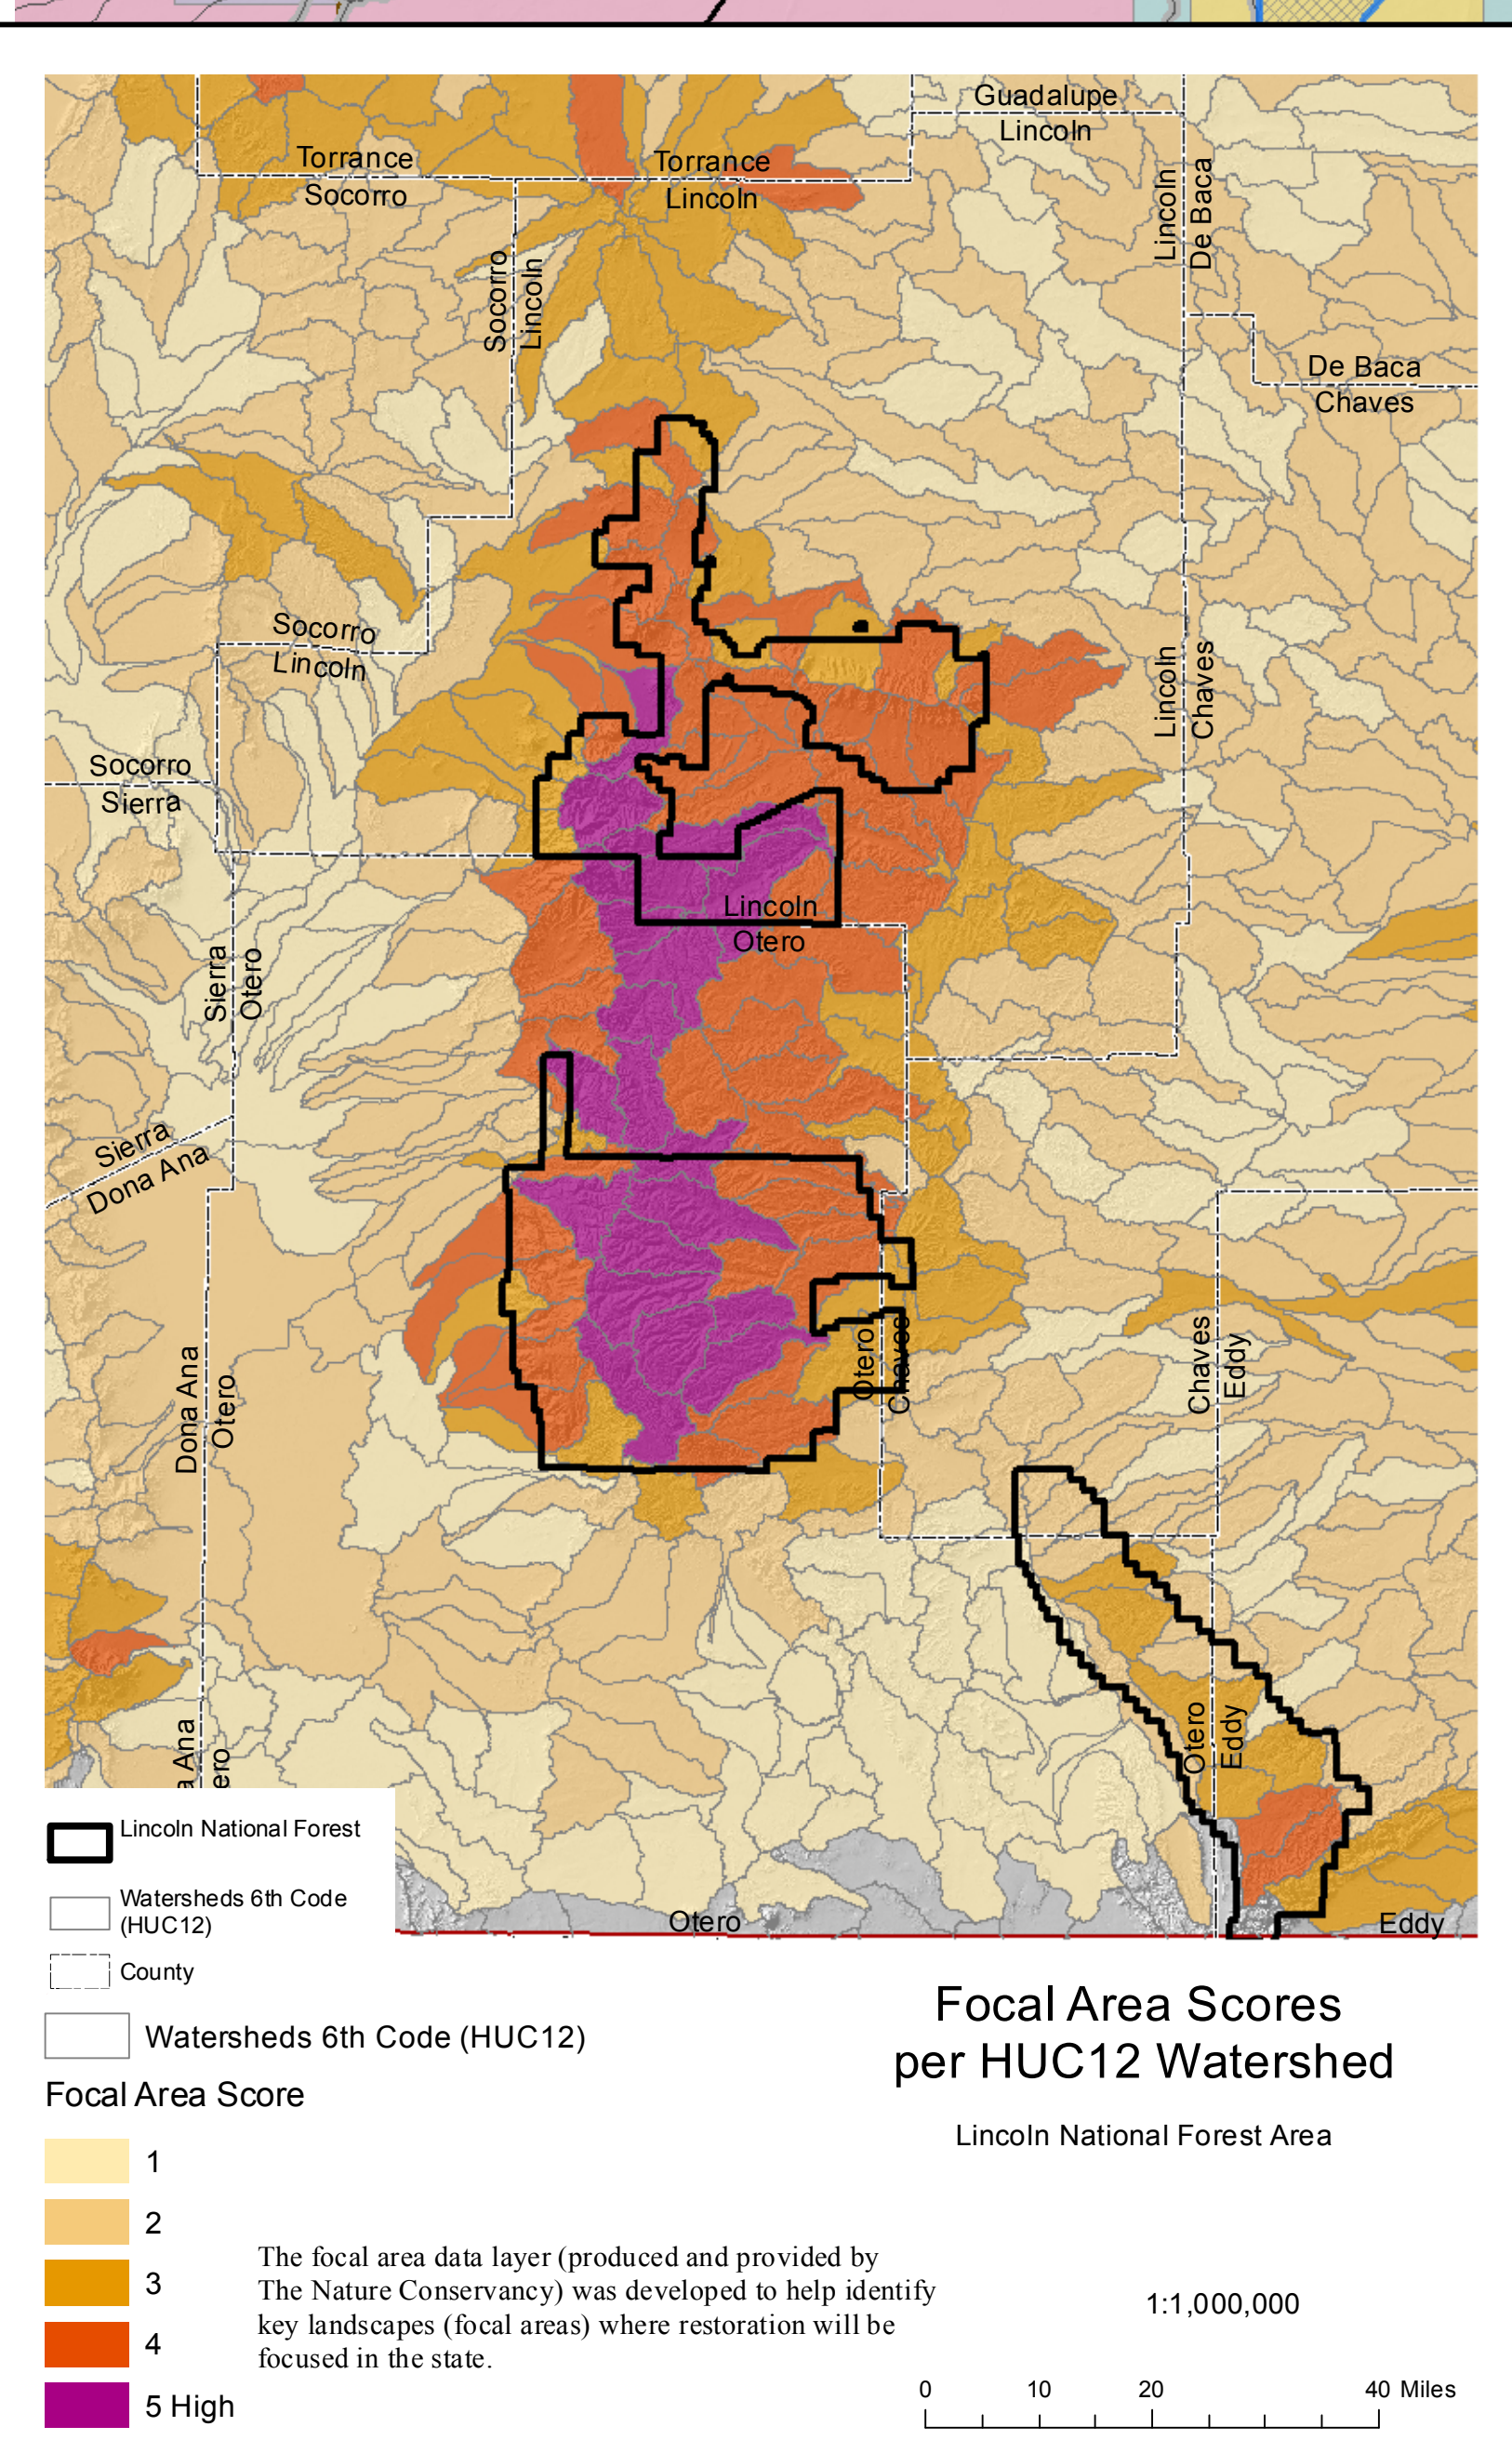 Guadalupe
Lincoln
Torrance
Socorro
Torrance
Lincoln
Lincoln
De Baca
Socorro
Lincoln
De Baca
Chaves
Socorro
Lincoln
Lincoln
Chaves
Socorro
Sierra
Lincoln
Otero
Sierra
Otero
Sierra
Dona Ana
Otero
Chaves
Chaves
Eddy
Dona Ana
Otero
Otero
Eddy
a Ana
ero
Otero
Eddy
Lincoln National Forest
Watersheds 6th Code
(HUC12)
County
Watersheds 6th Code (HUC12)
Focal Area Score
1
2
3
4
5 High
The focal area data layer (produced and provided by
The Nature Conservancy) was developed to help identify
key landscapes (focal areas) where restoration will be
focused in the state.
Focal Area Scores
per HUC12 Watershed
Lincoln National Forest Area
1:1,000,000
0 10 20 40 Miles